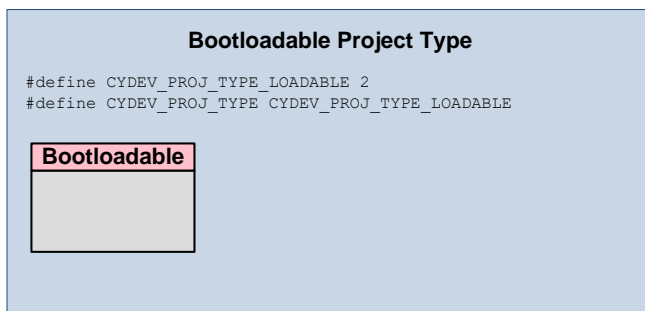 Bootloadable Project Type
#define CYDEV_PROJ_TYPE_LOADABLE 2
#define CYDEV_PROJ_TYPE CYDEV_PROJ_TYPE_LOADABLE
Bootloadable